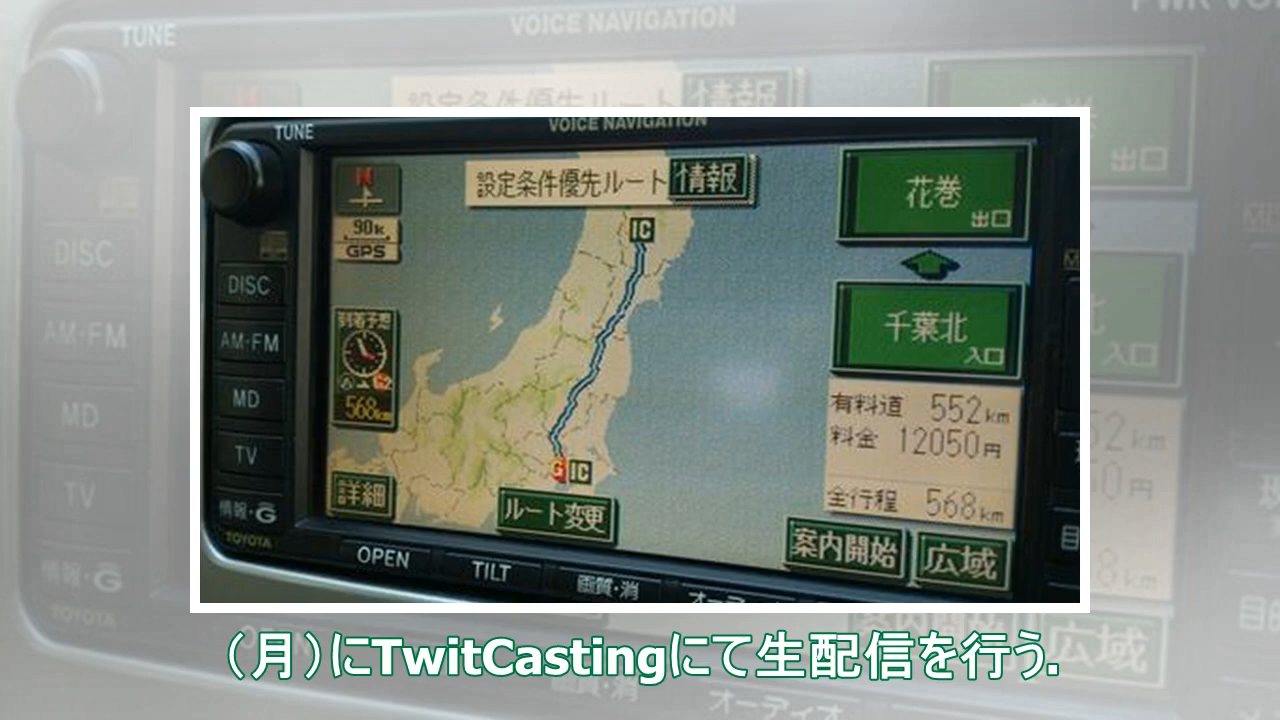 TUNE
VOICE NAVIGATION
設定条件優先ルート 情報
N
90k
GPS
IC
花巻
出口
千葉北
入口
有料道 552km
料金 12050円
全行程 568km
到着予想
568km
G IC
詳細
ルート変更
案内開始
広域
DISC
AM・FM
MD
TV
情報・G
TOYOTA
OPEN
TILT
画質・消
（月）にTwitCastingにて生配信を行う.